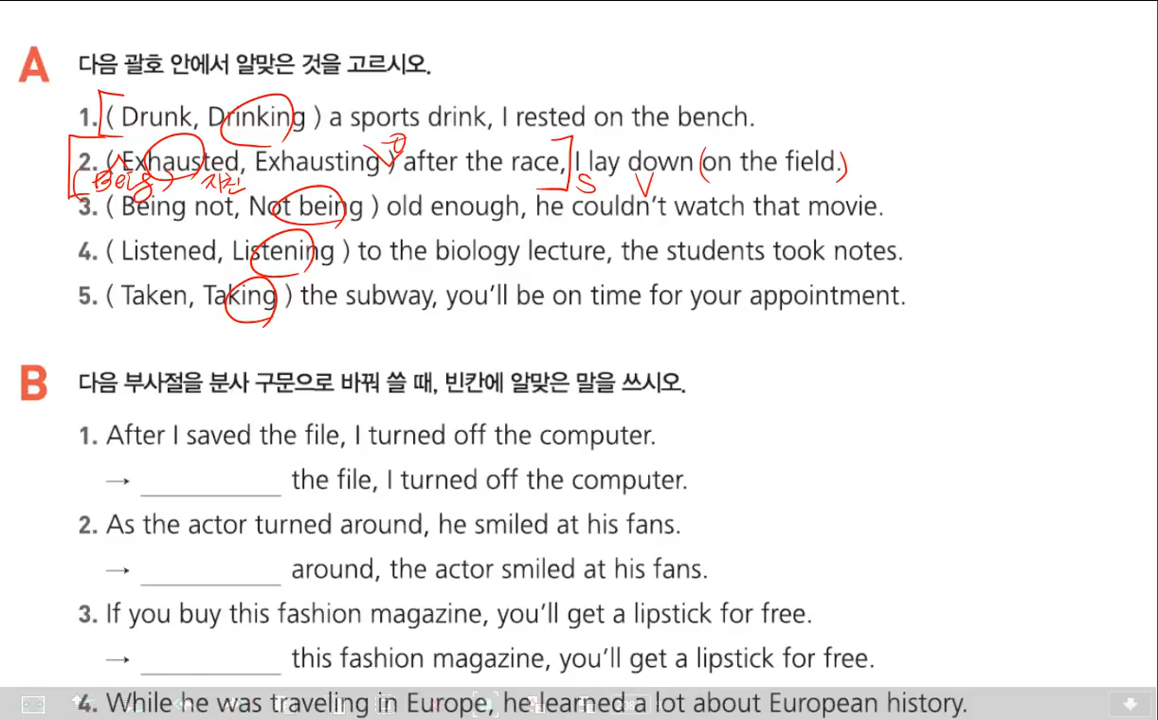 A 다음 괄호 안에서 알맞은 것을 고르시오.
1. ( Drunk, Drinking ) a sports drink, I rested on the bench.
2. ( Exhausted, Exhausting ) after the race, I lay down (on the field.)
Being 지친 S V
3. ( Being not, Not being ) old enough, he couldn't watch that movie.
4. ( Listened, Listening ) to the biology lecture, the students took notes.
5. ( Taken, Taking ) the subway, you'll be on time for your appointment.
B 다음 부사절을 분사 구문으로 바꿔 쓸 때, 빈칸에 알맞은 말을 쓰시오.
1. After I saved the file, I turned off the computer.
→ __________ the file, I turned off the computer.
2. As the actor turned around, he smiled at his fans.
→ __________ around, the actor smiled at his fans.
3. If you buy this fashion magazine, you'll get a lipstick for free.
→ __________ this fashion magazine, you'll get a lipstick for free.
4. While he was traveling in Europe, he learned a lot about European history.